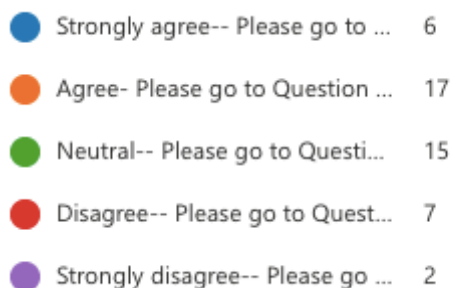 Strongly agree-- Please go to ... 6
Agree- Please go to Question ... 17
Neutral-- Please go to Questi... 15
Disagree-- Please go to Quest... 7
Strongly disagree-- Please go ... 2